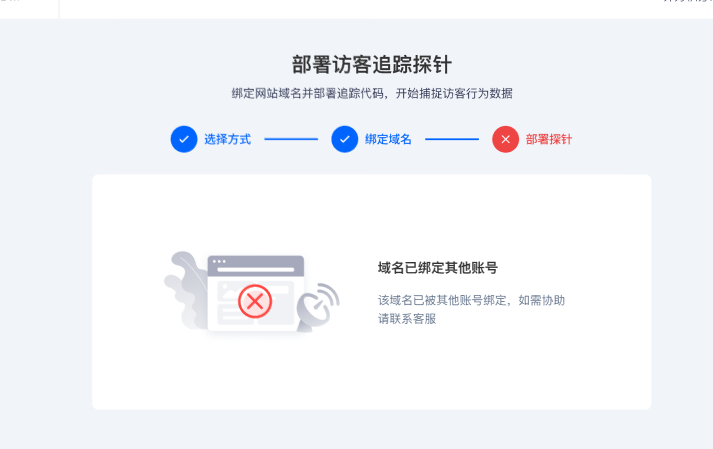 部署访客追踪探针
绑定网站域名并部署追踪代码，开始捕捉访客行为数据
选择方式
绑定域名
部署探针
域名已绑定其他账号
该域名已被其他账号绑定，如需协助
请联系客服